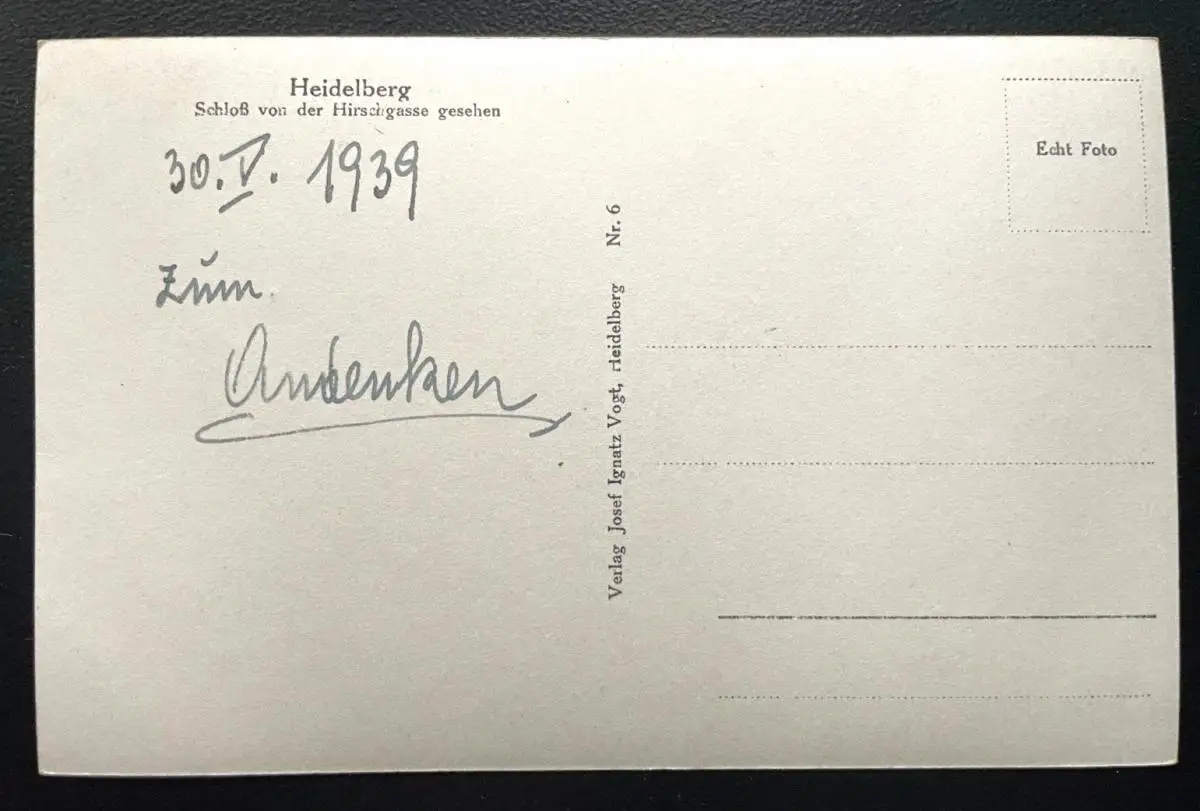 Heidelberg
Schloß von der Hirschgasse gesehen
30. V. 1939
Zum
Andenken
Verlag Josef Ignatz Vogt, Heidelberg Nr. 6
Echt Foto